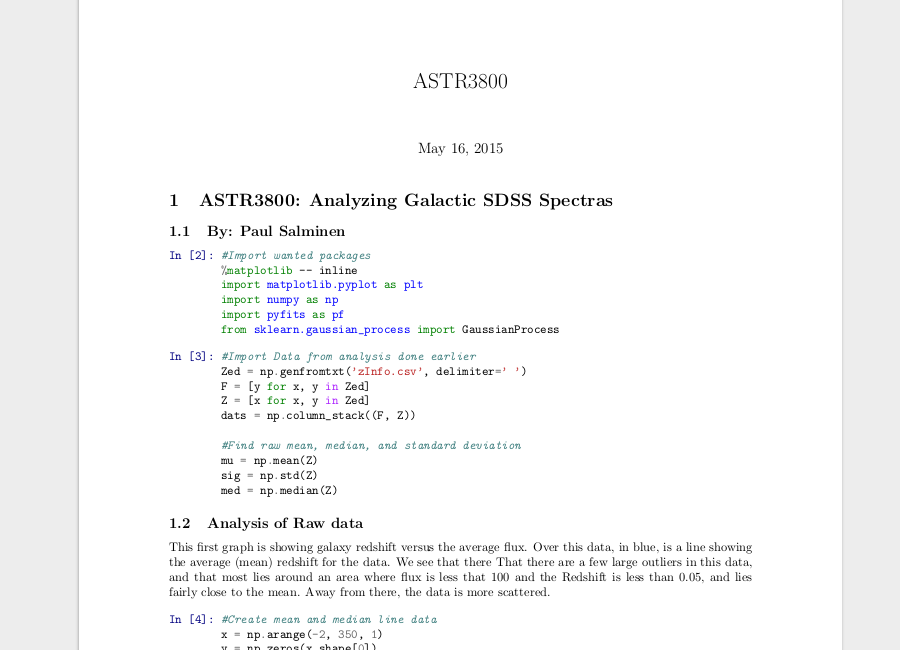 ASTR3800
May 16, 2015
1 ASTR3800: Analyzing Galactic SDSS Spectras
1.1 By: Paul Salminen
In [2]: #Import wanted packages
%matplotlib -- inline
import matplotlib.pyplot as plt
import numpy as np
import pyfits as pf
from sklearn.gaussian_process import GaussianProcess
In [3]: #Import Data from analysis done earlier
Zed = np.genfromtxt('zInfo.csv', delimiter=' ')
F = [y for x, y in Zed]
Z = [x for x, y in Zed]
dats = np.column_stack((F, Z))
#Find raw mean, median, and standard deviation
mu = np.mean(Z)
sig = np.std(Z)
med = np.median(Z)
1.2 Analysis of Raw data
This first graph is showing galaxy redshift versus the average flux. Over this data, in blue, is a line showing
the average (mean) redshift for the data. We see that there That there are a few large outliers in this data,
and that most lies around an area where flux is less that 100 and the Redshift is less than 0.05, and lies
fairly close to the mean. Away from there, the data is more scattered.
In [4]: #Create mean and median line data
x = np.arange(-2, 350, 1)
y = np.zeros(x.shape[0])